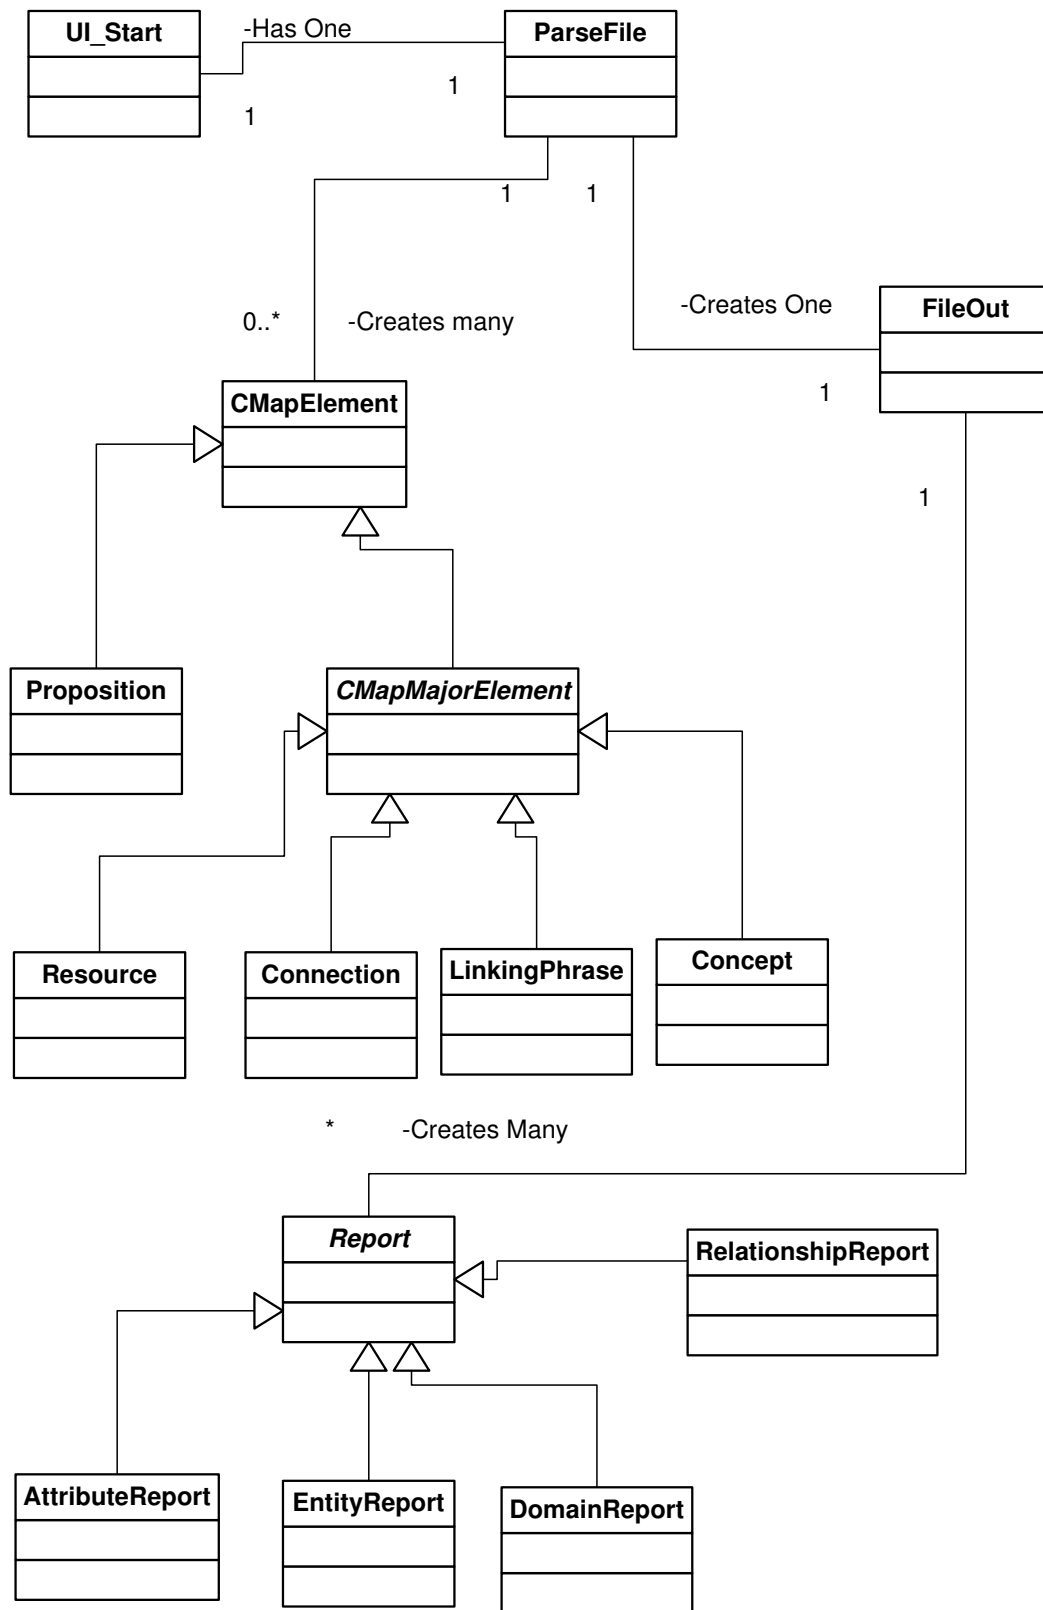 UI_Start
-Has One
ParseFile
1
1
1
1
0..*
-Creates many
-Creates One
FileOut
1
CMapElement
1
Proposition
CMapMajorElement
Resource
Connection
LinkingPhrase
Concept
*
-Creates Many
Report
RelationshipReport
AttributeReport
EntityReport
DomainReport